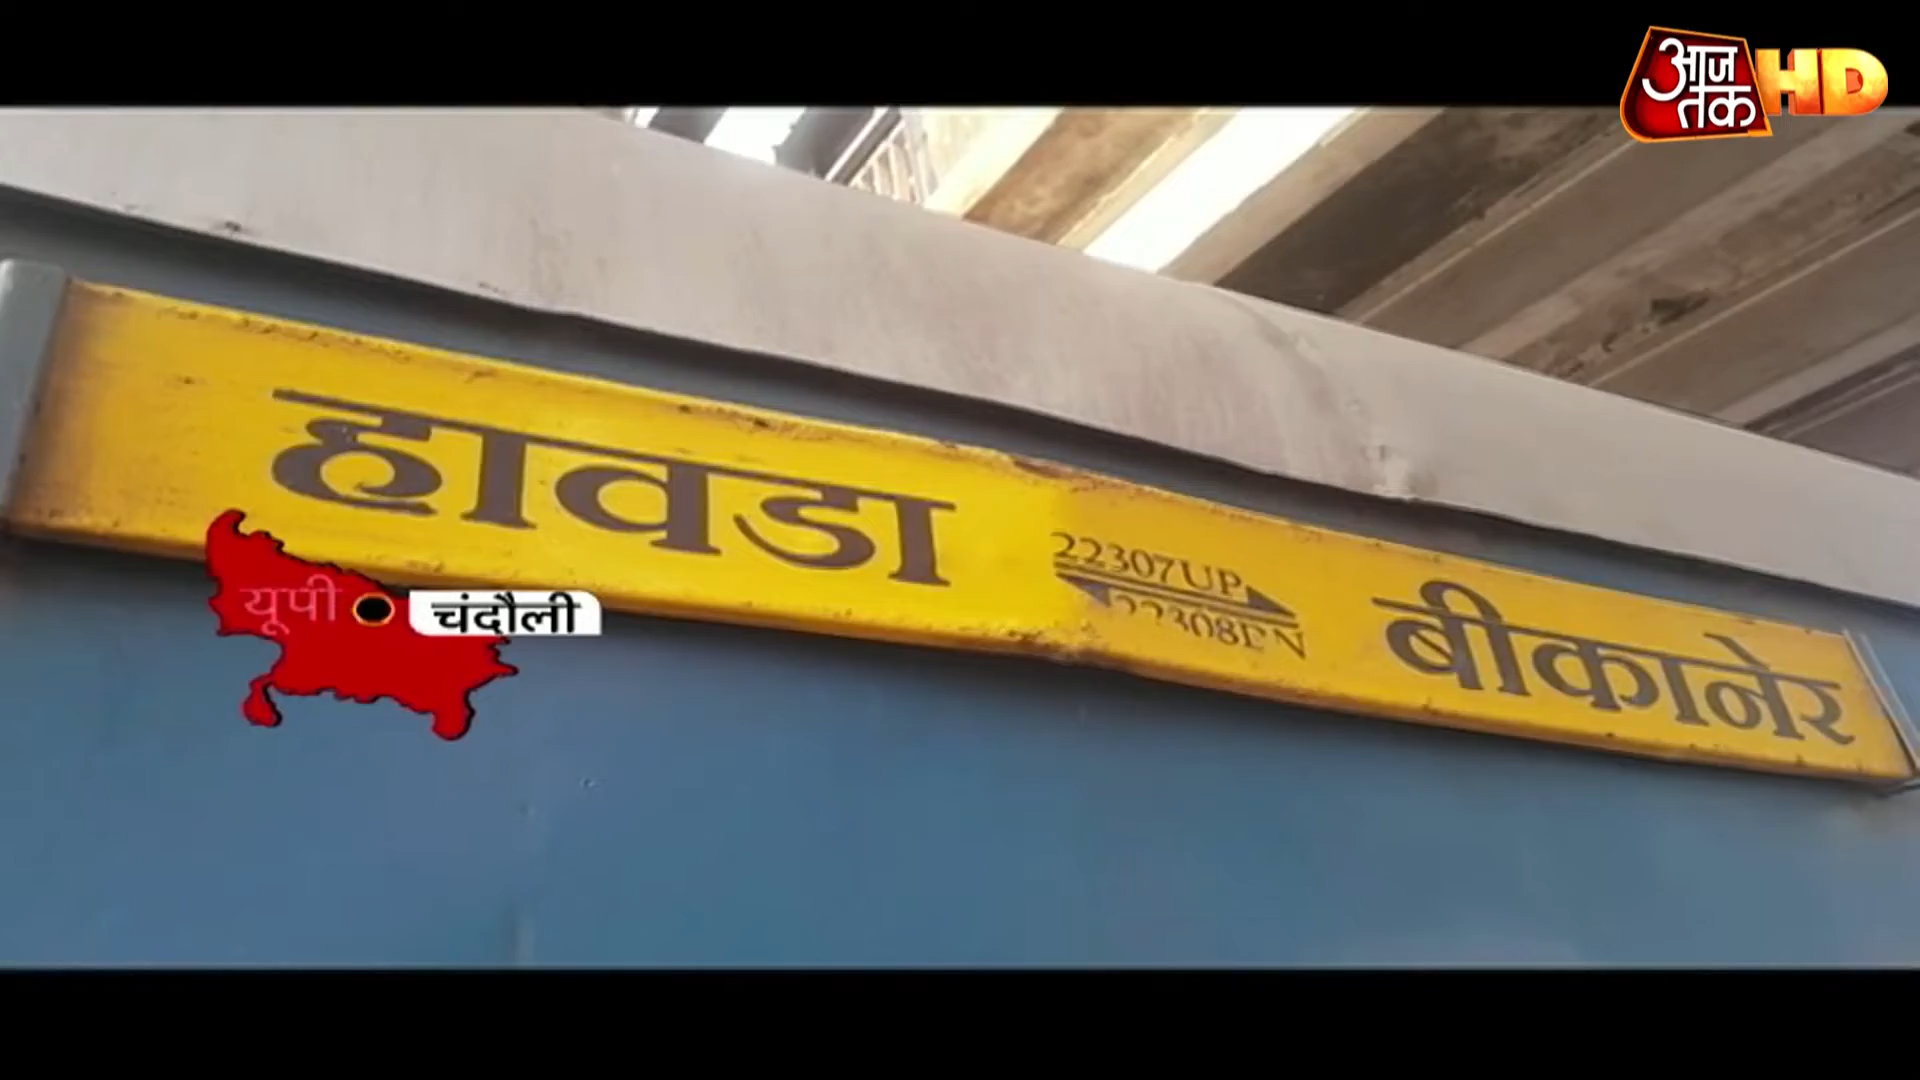 आज
तक HD
हावडा
22307UP
22308DN
बीकानेर
यूपी
चंदौली